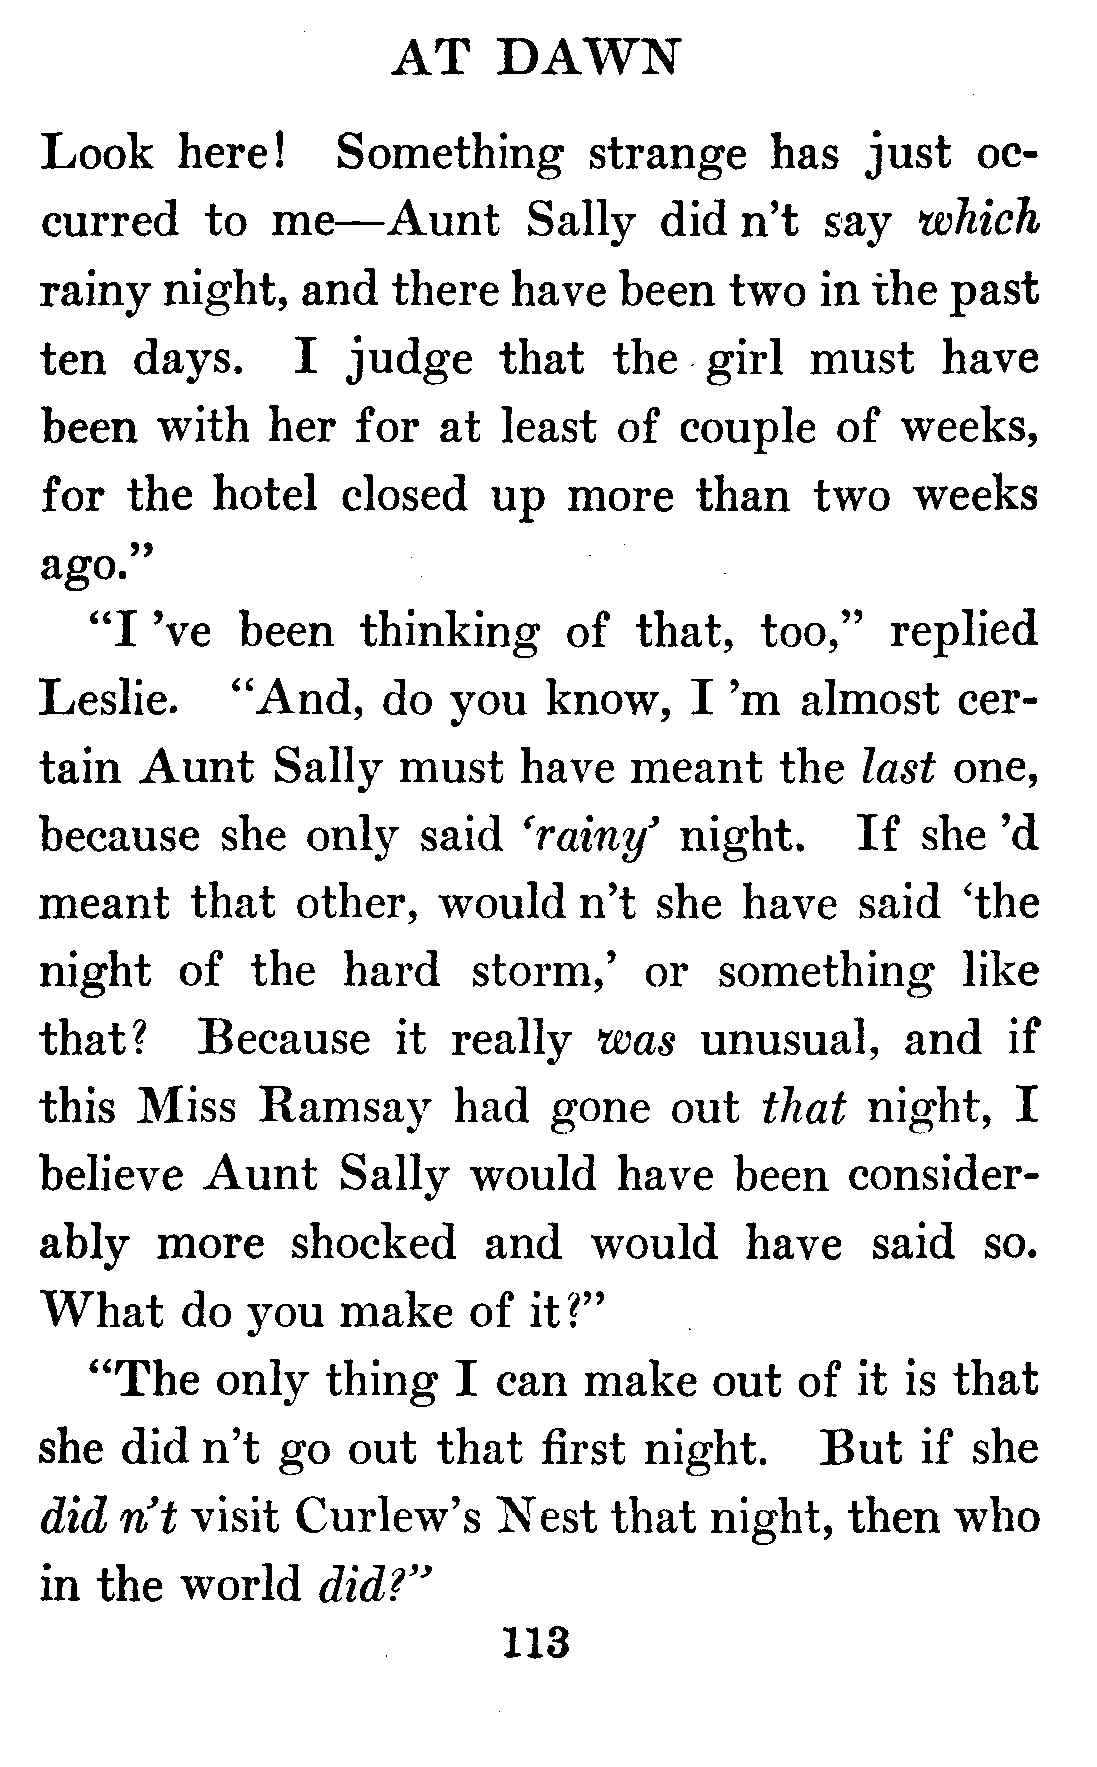 AT DAWN
Look here! Something strange has just oc-
curred to me—Aunt Sally did n't say which
rainy night, and there have been two in the past
ten days. I judge that the girl must have
been with her for at least of couple of weeks,
for the hotel closed up more than two weeks
ago."
"I 've been thinking of that, too," replied
Leslie. "And, do you know, I 'm almost cer-
tain Aunt Sally must have meant the last one,
because she only said 'rainy' night. If she 'd
meant that other, would n't she have said 'the
night of the hard storm,' or something like
that? Because it really was unusual, and if
this Miss Ramsay had gone out that night, I
believe Aunt Sally would have been consider-
ably more shocked and would have said so.
What do you make of it?"
"The only thing I can make out of it is that
she did n't go out that first night. But if she
did n't visit Curlew's Nest that night, then who
in the world did?"
113